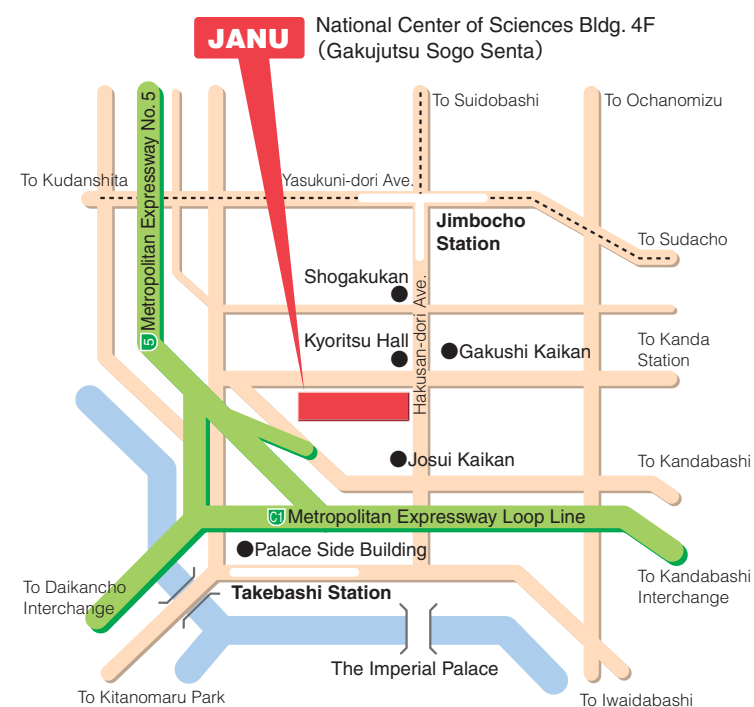 JANU
National Center of Sciences Bldg. 4F
(Gakujutsu Sogo Senta)
To Suidobashi
To Ochanomizu
Metropolitan Expressway No. 5
To Kudanshita
Yasukuni-dori Ave.
Jimbocho
Station
To Sudacho
Shogakukan
Hakusan-dori Ave.
5
Kyoritsu Hall
Gakushi Kaikan
To Kanda
Station
Josui Kaikan
To Kandabashi
C1
Metropolitan Expressway Loop Line
Palace Side Building
To Daikancho
Interchange
Takebashi Station
To Kandabashi
Interchange
The Imperial Palace
To Kitanomaru Park
To Iwaidabashi